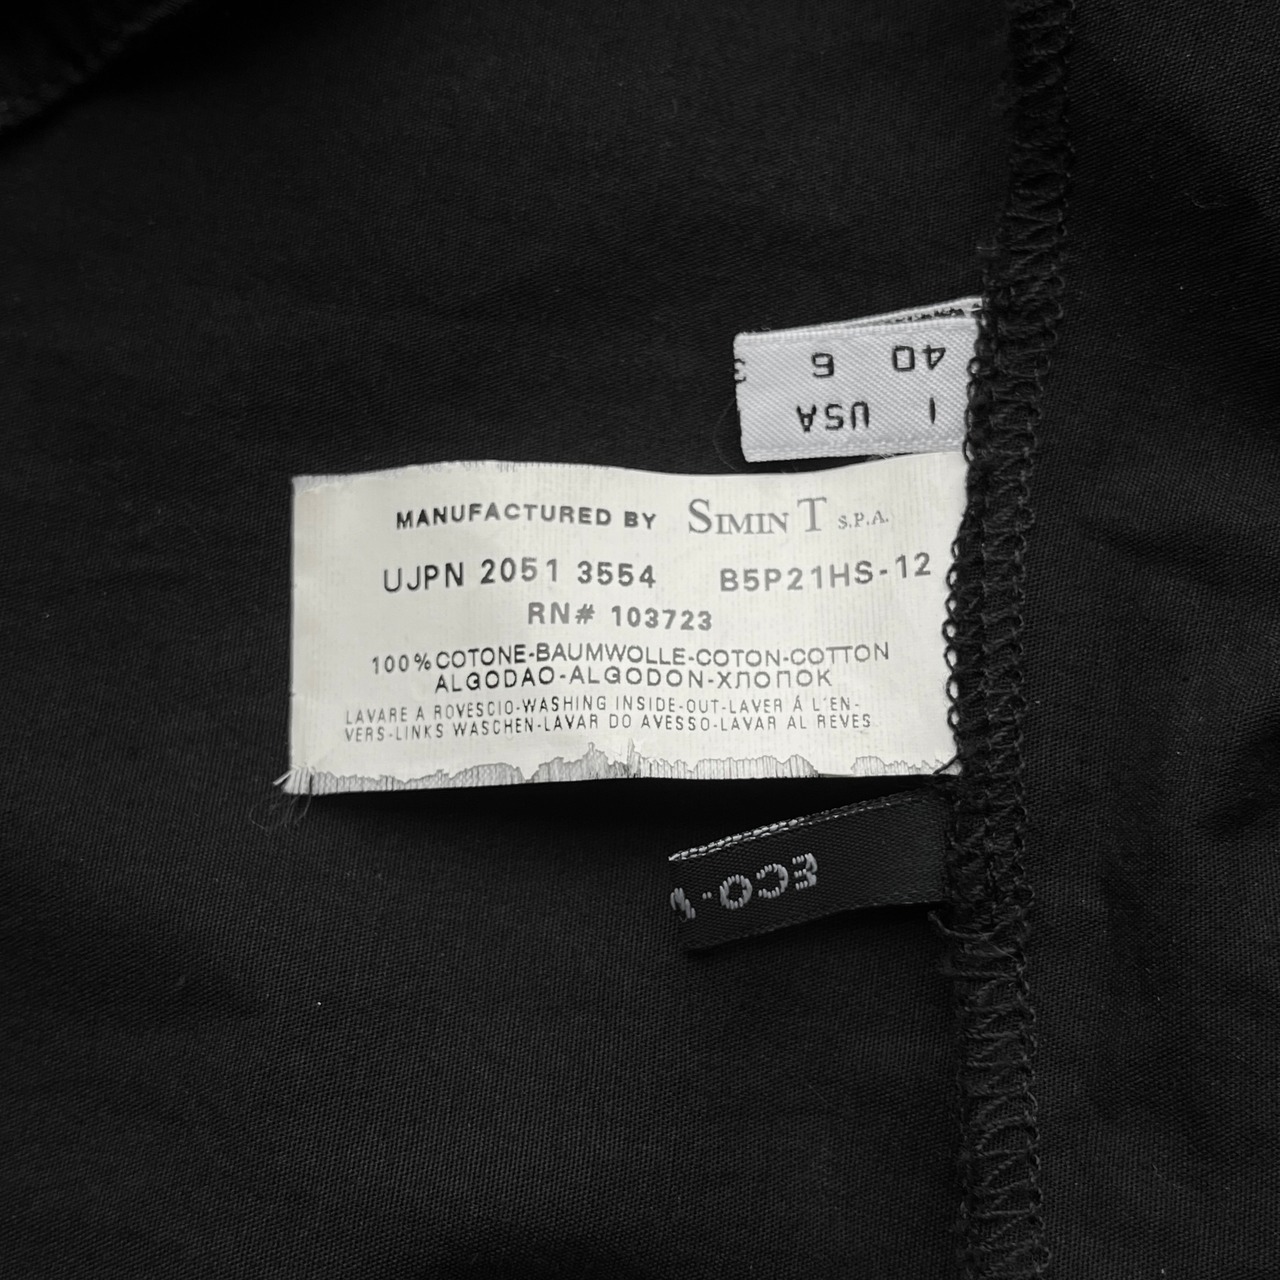 I USA
40 6
MANUFACTURED BY SIMIN T S.P.A.
UJPN 2051 3554 B5P21HS-12
RN# 103723
100% COTONE-BAUMWOLLE-COTON-COTTON
ALGODAO-ALGODON-ХЛОПОК
LAVARE A ROVESCIO-WASHING INSIDE-OUT-LAVER Á L'EN-
VERS-LINKS WASCHEN-LAVAR DO AVESSO-LAVAR AL REVES